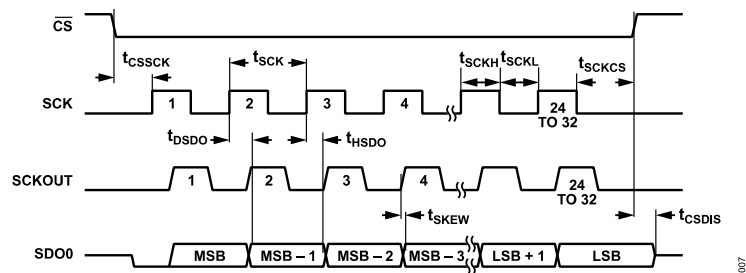 CS
tCSSCK
tSCK
tSCKH
tSCKL
tSCKCS
SCK
1
2
3
4
24
TO 32
tDSDO
tHSDO
SCKOUT
1
2
3
4
24
TO 32
tSKEW
tCSDIS
SDO0
MSB
MSB – 1
MSB – 2
MSB – 3
LSB + 1
LSB
007